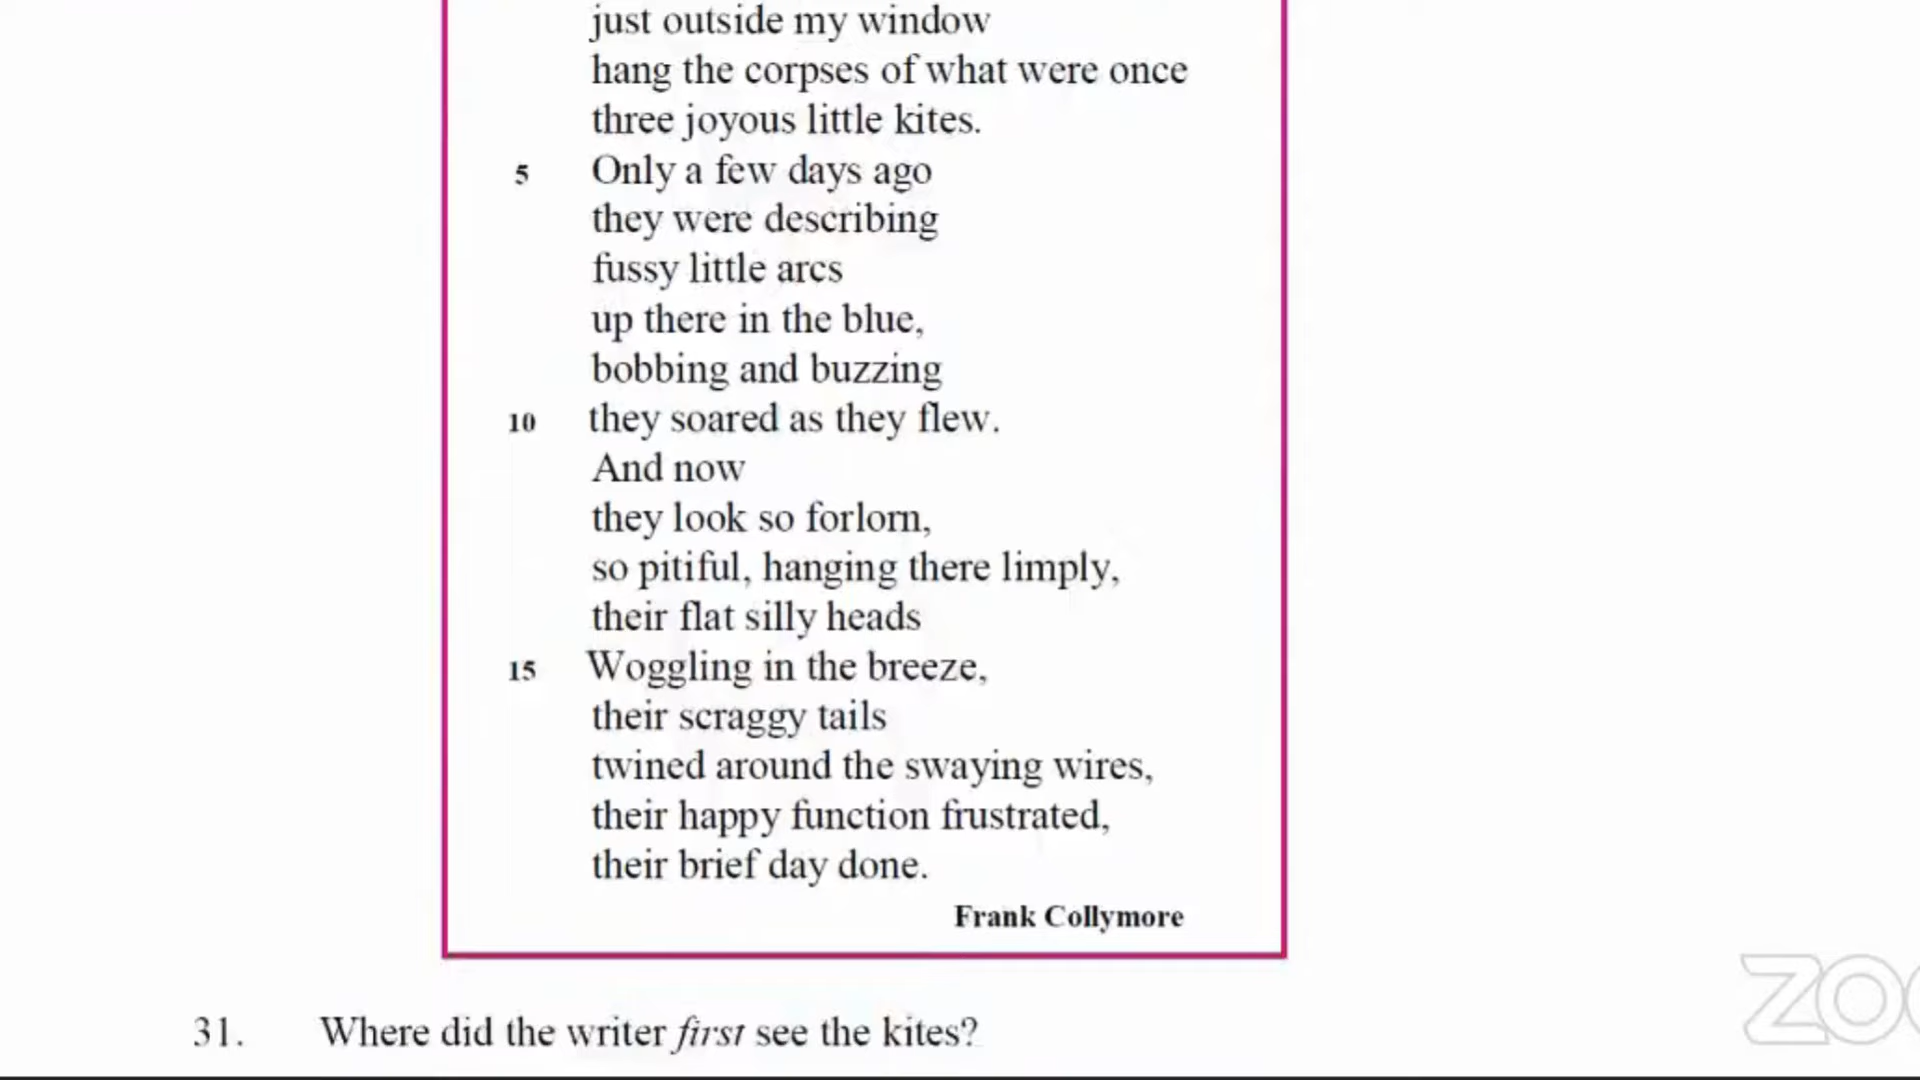 just outside my window
hang the corpses of what were once
three joyous little kites.
5 Only a few days ago
they were describing
fussy little arcs
up there in the blue,
bobbing and buzzing
10 they soared as they flew.
And now
they look so forlorn,
so pitiful, hanging there limply,
their flat silly heads
15 Woggling in the breeze,
their scraggy tails
twined around the swaying wires,
their happy function frustrated,
their brief day done.
Frank Collymore
31. Where did the writer first see the kites?